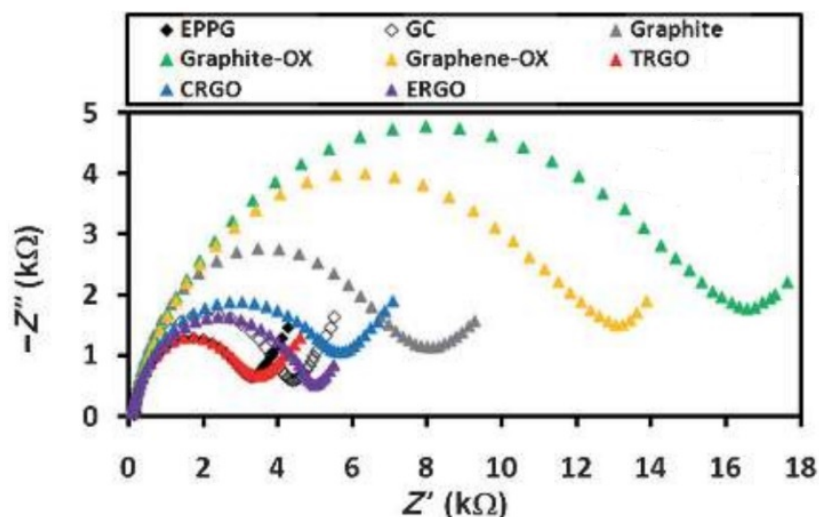 EPPG GC Graphite
Graphite-OX Graphene-OX TRGO
CRGO ERGO
5
4
3
2
1
0
−Z″ (kΩ)
0 2 4 6 8 10 12 14 16 18
Z′ (kΩ)